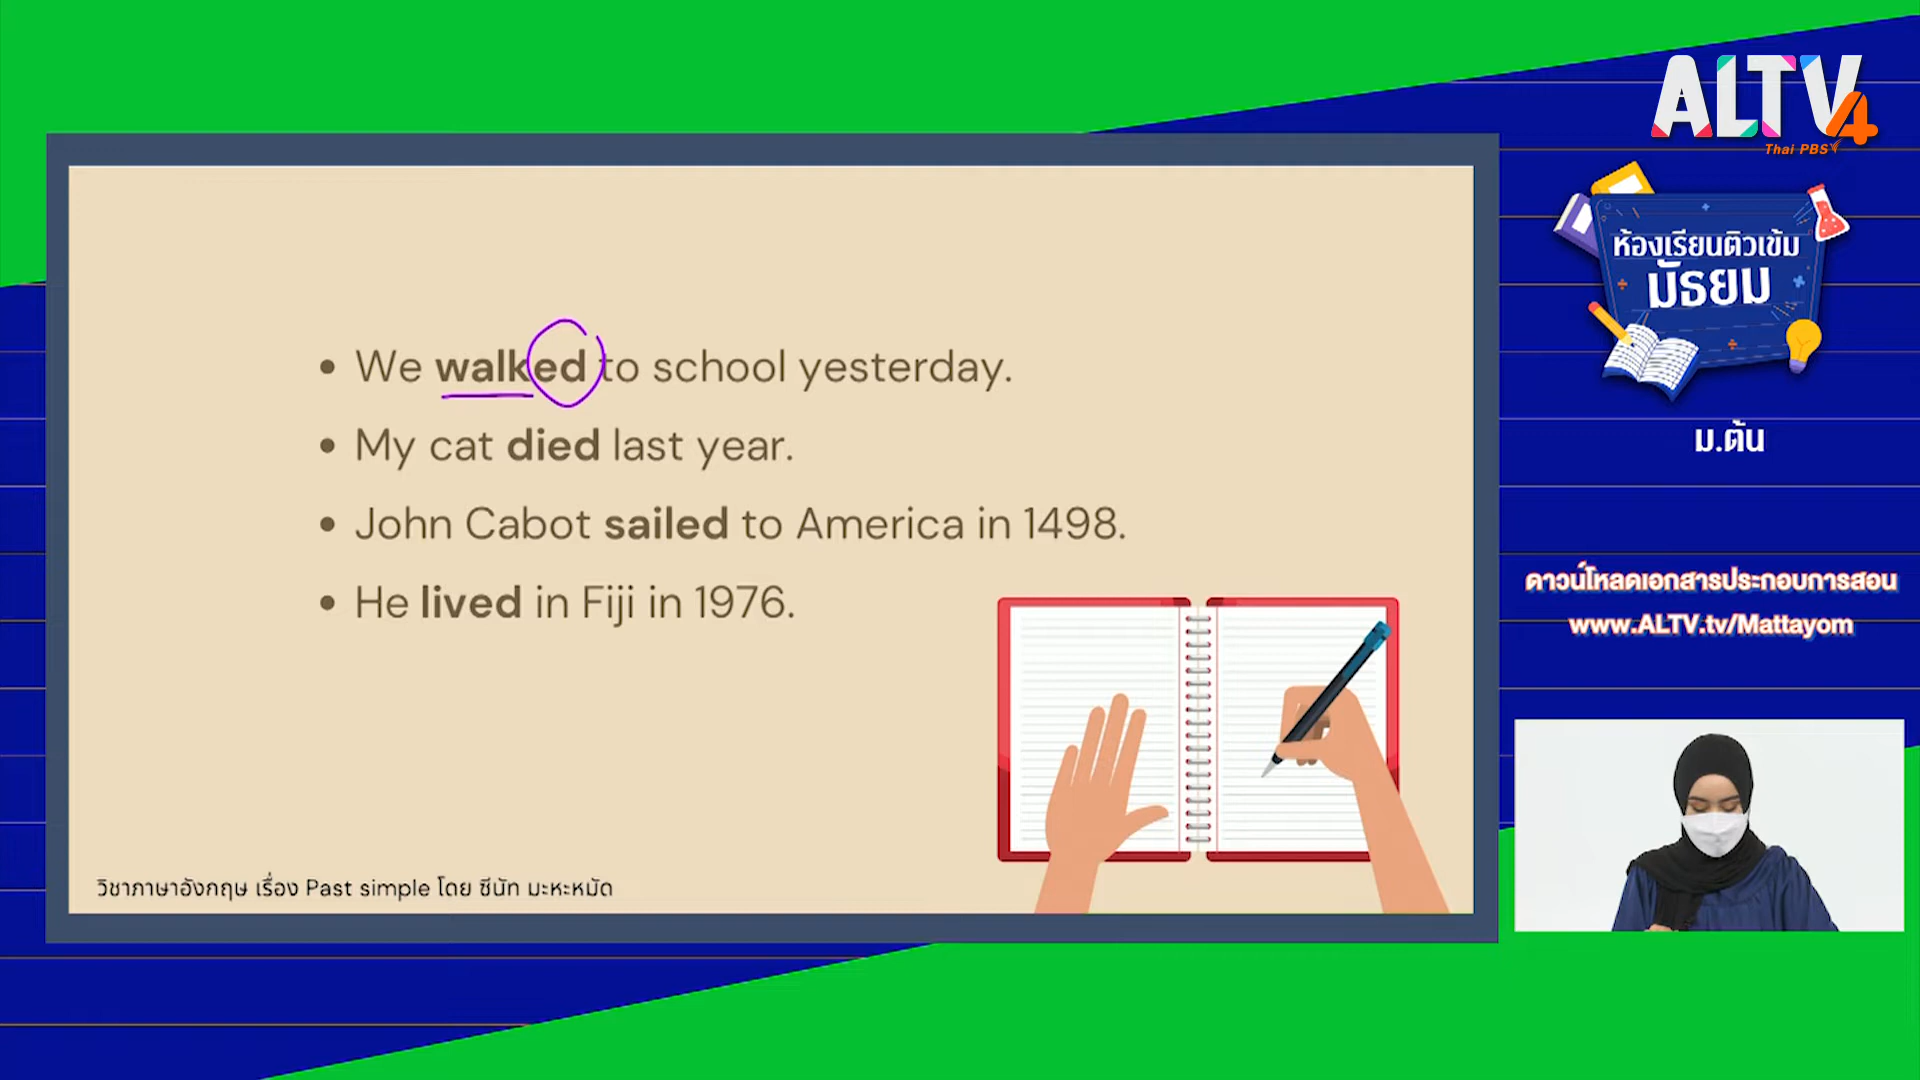 ALTV4
Thai PBS
ห้องเรียนติวเข้ม
มัธยม
ม.ต้น
• We walked to school yesterday.
• My cat died last year.
• John Cabot sailed to America in 1498.
• He lived in Fiji in 1976.
ดาวน์โหลดเอกสารประกอบการสอน
www.ALTV.tv/Mattayom
วิชาภาษาอังกฤษ เรื่อง Past simple โดย ซีนัท มะหะหมัด